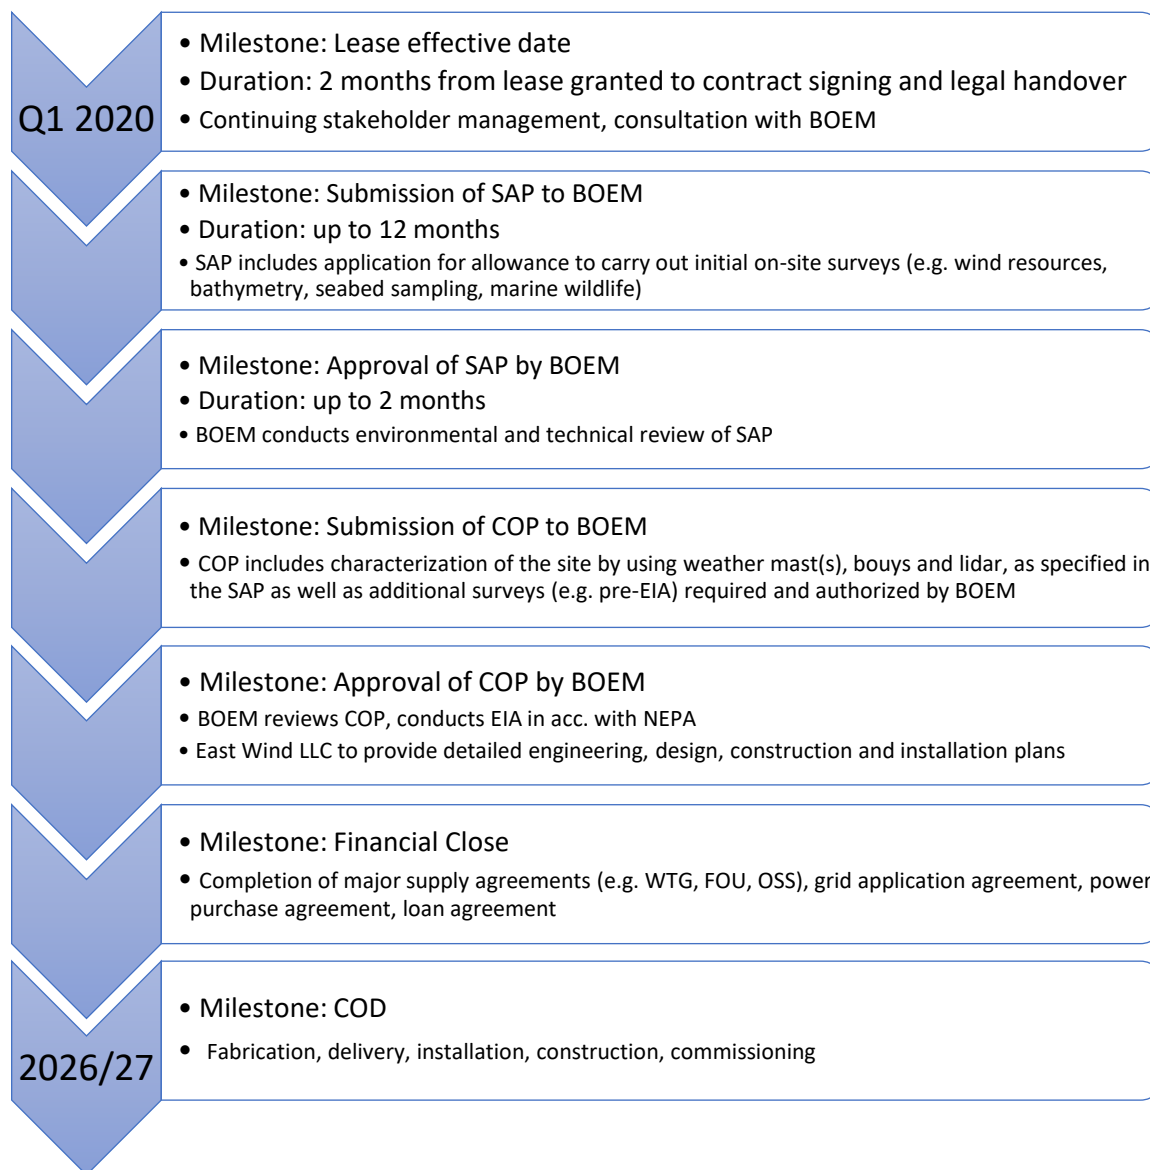 Q1 2020
• Milestone: Lease effective date
• Duration: 2 months from lease granted to contract signing and legal handover
• Continuing stakeholder management, consultation with BOEM
• Milestone: Submission of SAP to BOEM
• Duration: up to 12 months
• SAP includes application for allowance to carry out initial on-site surveys (e.g. wind resources,
bathymetry, seabed sampling, marine wildlife)
• Milestone: Approval of SAP by BOEM
• Duration: up to 2 months
• BOEM conducts environmental and technical review of SAP
• Milestone: Submission of COP to BOEM
• COP includes characterization of the site by using weather mast(s), bouys and lidar, as specified in
the SAP as well as additional surveys (e.g. pre-EIA) required and authorized by BOEM
• Milestone: Approval of COP by BOEM
• BOEM reviews COP, conducts EIA in acc. with NEPA
• East Wind LLC to provide detailed engineering, design, construction and installation plans
• Milestone: Financial Close
• Completion of major supply agreements (e.g. WTG, FOU, OSS), grid application agreement, power
purchase agreement, loan agreement
2026/27
• Milestone: COD
• Fabrication, delivery, installation, construction, commissioning